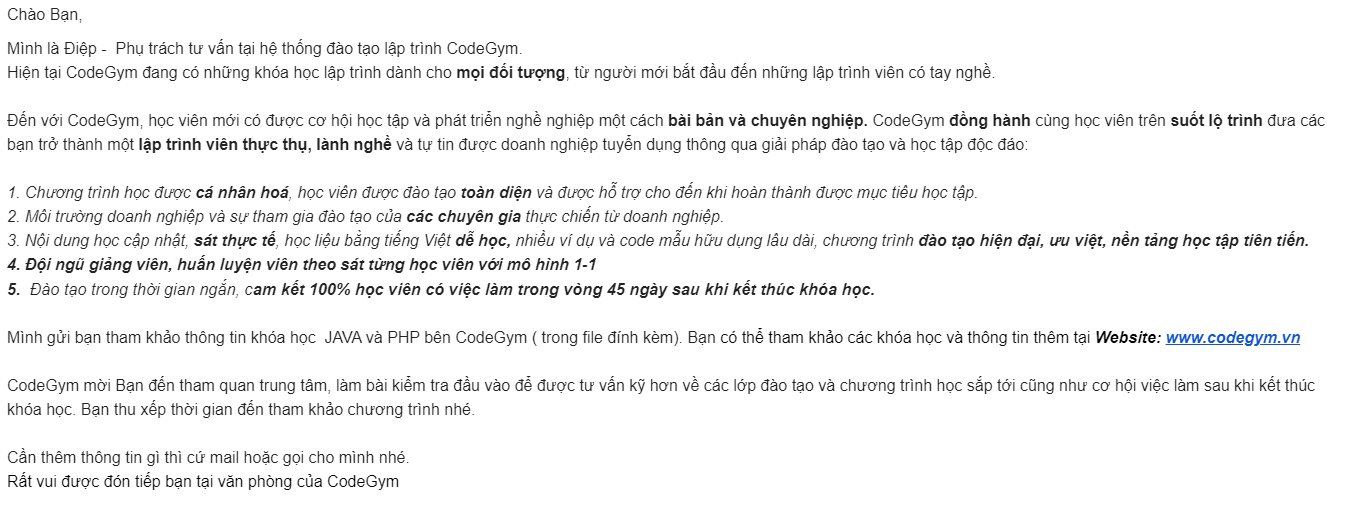 Chào Bạn,
Mình là Điệp - Phụ trách tư vấn tại hệ thống đào tạo lập trình CodeGym.
Hiện tại CodeGym đang có những khóa học lập trình dành cho mọi đối tượng, từ người mới bắt đầu đến những lập trình viên có tay nghề.
Đến với CodeGym, học viên mới có được cơ hội học tập và phát triển nghề nghiệp một cách bài bản và chuyên nghiệp. CodeGym đồng hành cùng học viên trên suốt lộ trình đưa các
bạn trở thành một lập trình viên thực thụ, lành nghề và tự tin được doanh nghiệp tuyển dụng thông qua giải pháp đào tạo và học tập độc đáo:
1. Chương trình học được cá nhân hoá, học viên được đào tạo toàn diện và được hỗ trợ cho đến khi hoàn thành được mục tiêu học tập.
2. Môi trường doanh nghiệp và sự tham gia đào tạo của các chuyên gia thực chiến từ doanh nghiệp.
3. Nội dung học cập nhật, sát thực tế, học liệu bằng tiếng Việt dễ học, nhiều ví dụ và code mẫu hữu dụng lâu dài, chương trình đào tạo hiện đại, ưu việt, nền tảng học tập tiên tiến.
4. Đội ngũ giảng viên, huấn luyện viên theo sát từng học viên với mô hình 1-1
5. Đào tạo trong thời gian ngắn, cam kết 100% học viên có việc làm trong vòng 45 ngày sau khi kết thúc khóa học.
Mình gửi bạn tham khảo thông tin khóa học JAVA và PHP bên CodeGym ( trong file đính kèm). Bạn có thể tham khảo các khóa học và thông tin thêm tại Website: www.codegym.vn
CodeGym mời Bạn đến tham quan trung tâm, làm bài kiểm tra đầu vào để được tư vấn kỹ hơn về các lớp đào tạo và chương trình học sắp tới cũng như cơ hội việc làm sau khi kết thúc
khóa học. Bạn thu xếp thời gian đến tham khảo chương trình nhé.
Cần thêm thông tin gì thì cứ mail hoặc gọi cho mình nhé.
Rất vui được đón tiếp bạn tại văn phòng của CodeGym